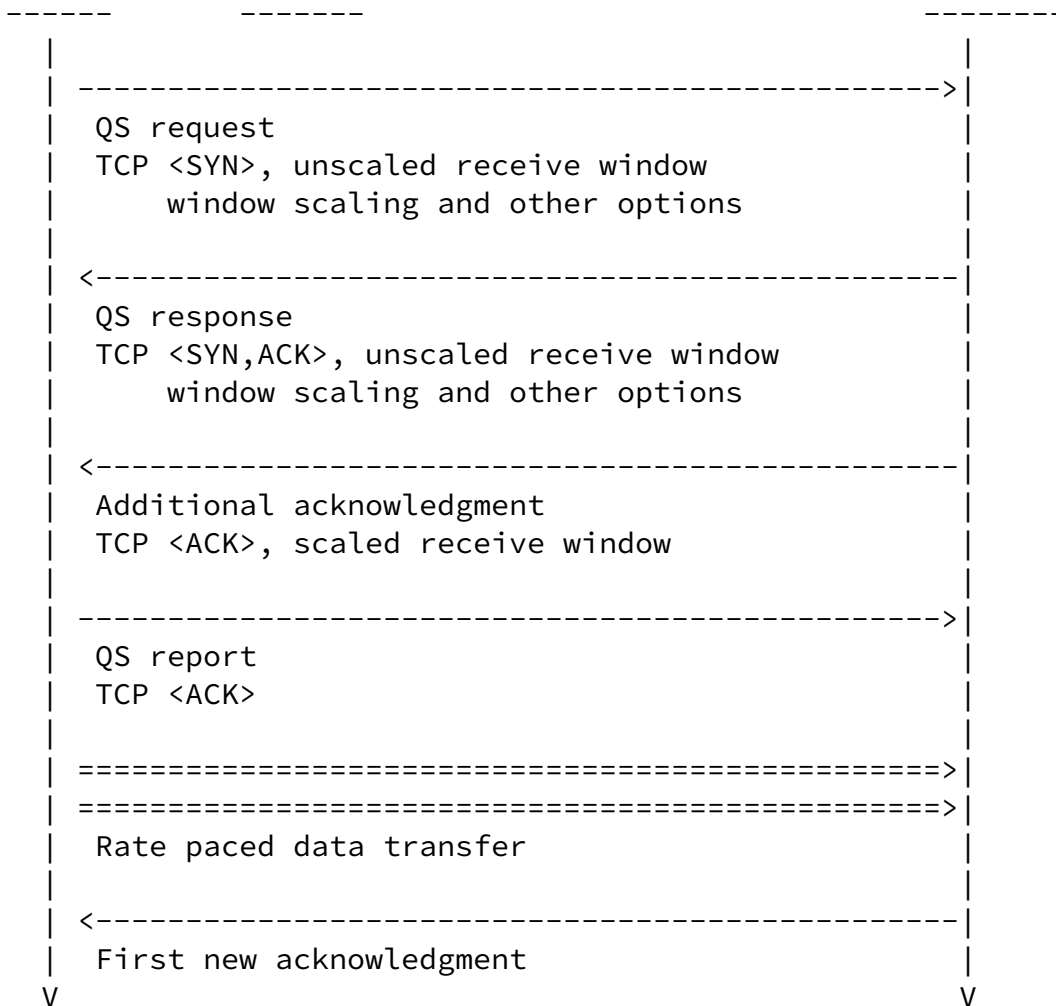 QS request
TCP <SYN>, unscaled receive window
window scaling and other options
QS response
TCP <SYN,ACK>, unscaled receive window
window scaling and other options
Additional acknowledgment
TCP <ACK>, scaled receive window
QS report
TCP <ACK>
Rate paced data transfer
First new acknowledgment
V V